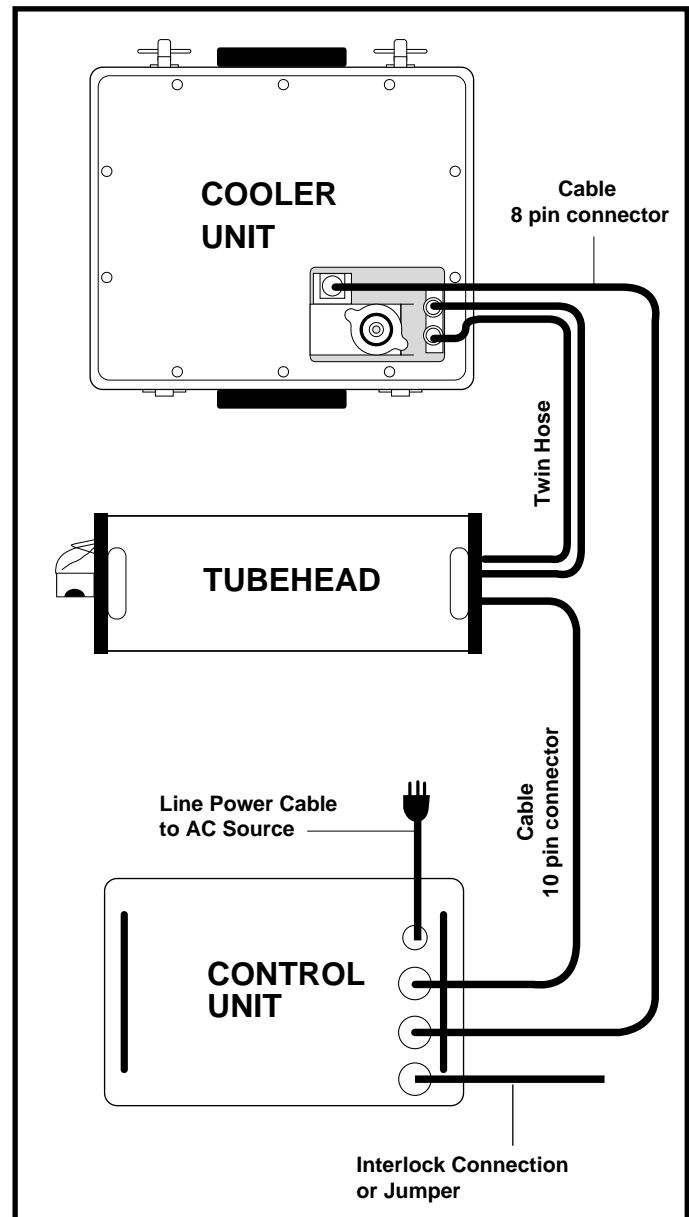 COOLER
UNIT
Cable
8 pin connector
Twin Hose
TUBEHEAD
Cable
10 pin connector
Line Power Cable
to AC Source
CONTROL
UNIT
Interlock Connection
or Jumper